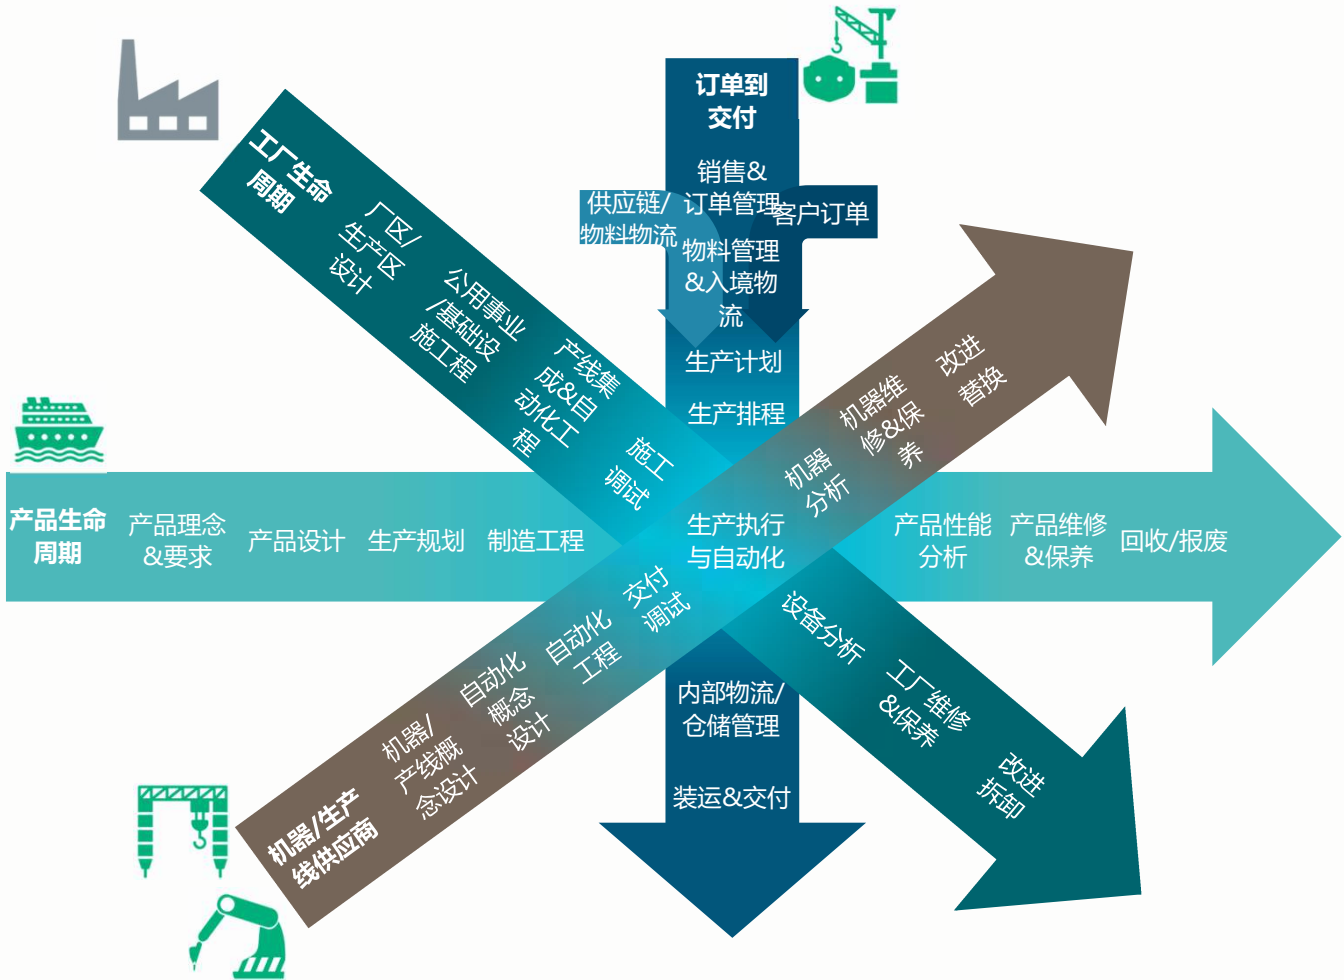 订单到
交付
销售&
订单管理
供应链/
物料物流
客户订单
物料管理
&入境物
流
生产计划
生产排程
工厂生命
周期
厂区/
生产区
设计
公用事业
/基础设
施工程
产线集
成&自
动化工
程
施工
调试
产品生命
周期
产品理念
&要求
产品设计
生产规划
制造工程
生产执行
与自动化
产品性能
分析
产品维修
&保养
回收/报废
机器/生产
线供应商
机器/
产线概
念设计
自动化
概念
设计
自动化
工程
交付
调试
机器
分析
机器维
修&保
养
改进
替换
设备分析
工厂维修
&保养
改进
拆卸
内部物流/
仓储管理
装运&交付